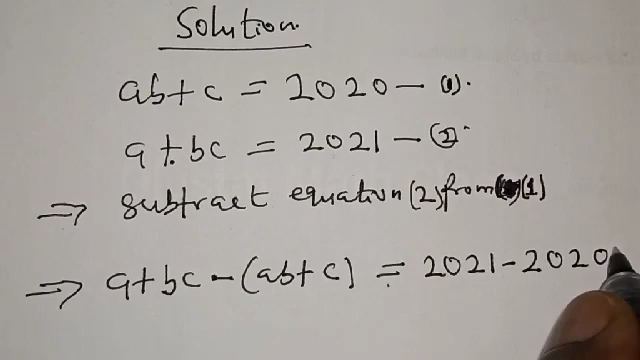 Solution.
ab+c = 2020 — (1).
a+bc = 2021 — (2)
⇒ subtract equation (2) from (1)
⇒ a+bc - (ab+c) = 2021 - 2020